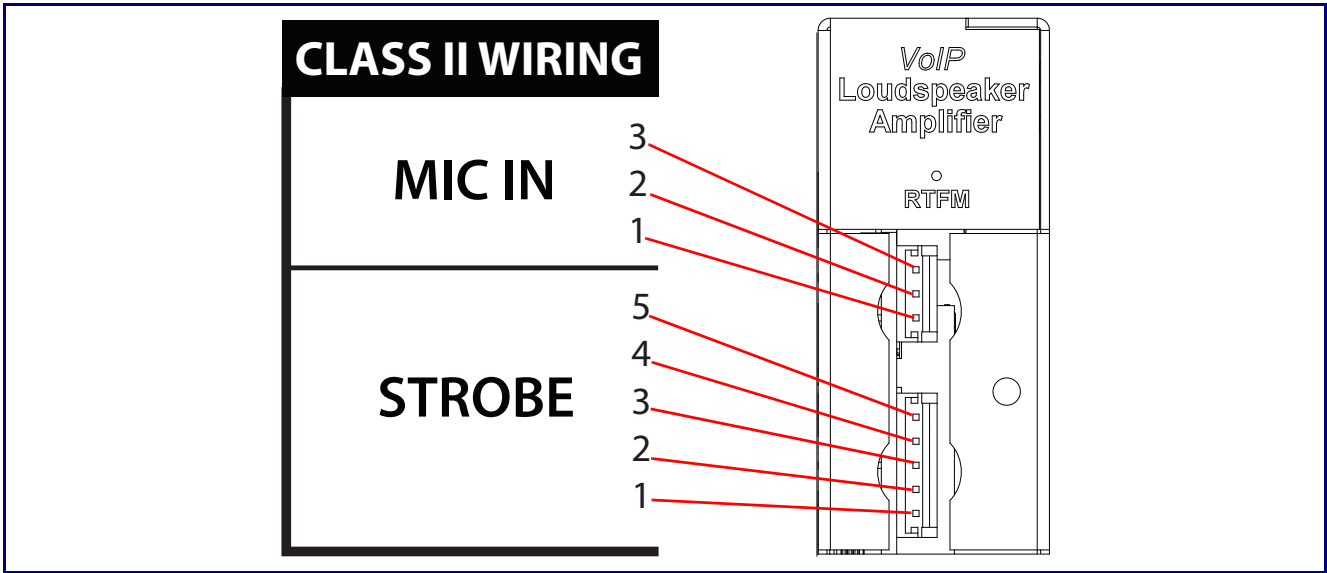 CLASS II WIRING
MIC IN
3
2
1
STROBE
5
4
3
2
1
VoIP
Loudspeaker
Amplifier
RTFM